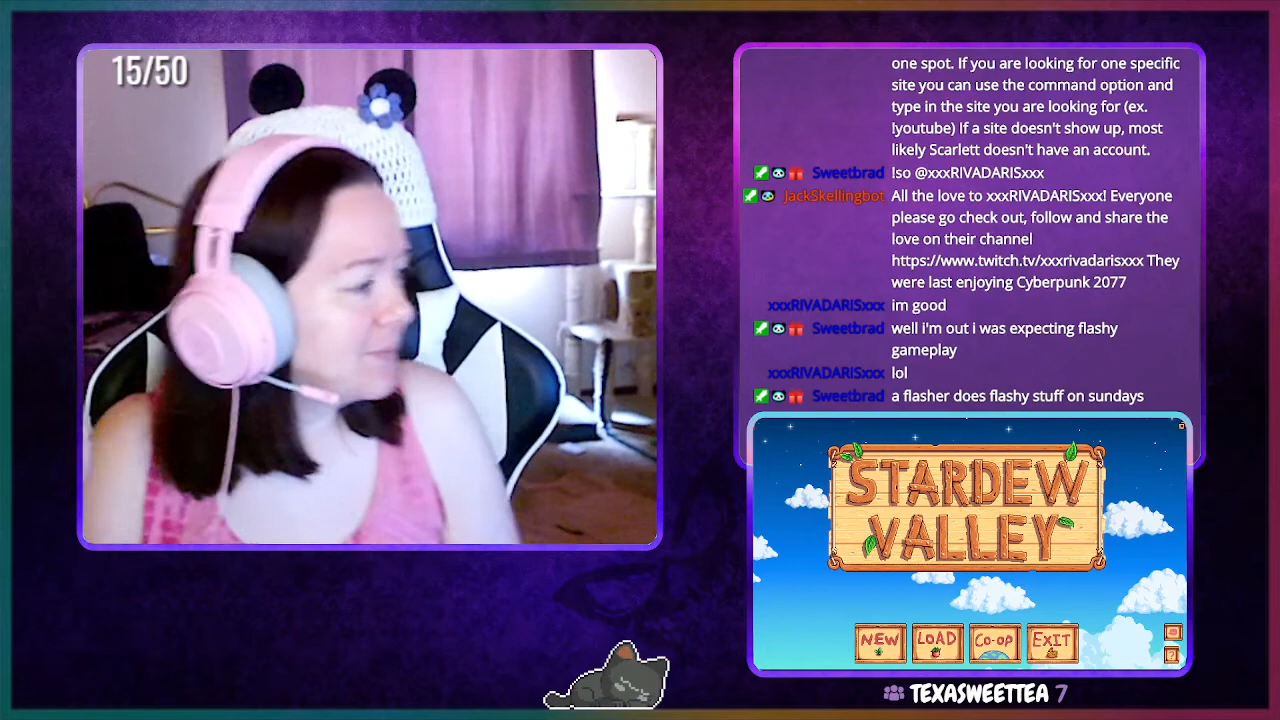 15/50
one spot. If you are looking for one specific
site you can use the command option and
type in the site you are looking for (ex.
!youtube) If a site doesn't show up, most
likely Scarlett doesn't have an account.
Sweetbrad !so @xxxRIVADARISxxx
JackSkellingbot All the love to xxxRIVADARISxxx! Everyone
please go check out, follow and share the
love on their channel
https://www.twitch.tv/xxxrivadarisxxx They
were last enjoying Cyberpunk 2077
xxxRIVADARISxxx im good
Sweetbrad well i'm out i was expecting flashy
gameplay
xxxRIVADARISxxx lol
Sweetbrad a flasher does flashy stuff on sundays
STARDEW
VALLEY
NEW LOAD CO-OP EXIT
?
TEXASWEETTEA 7